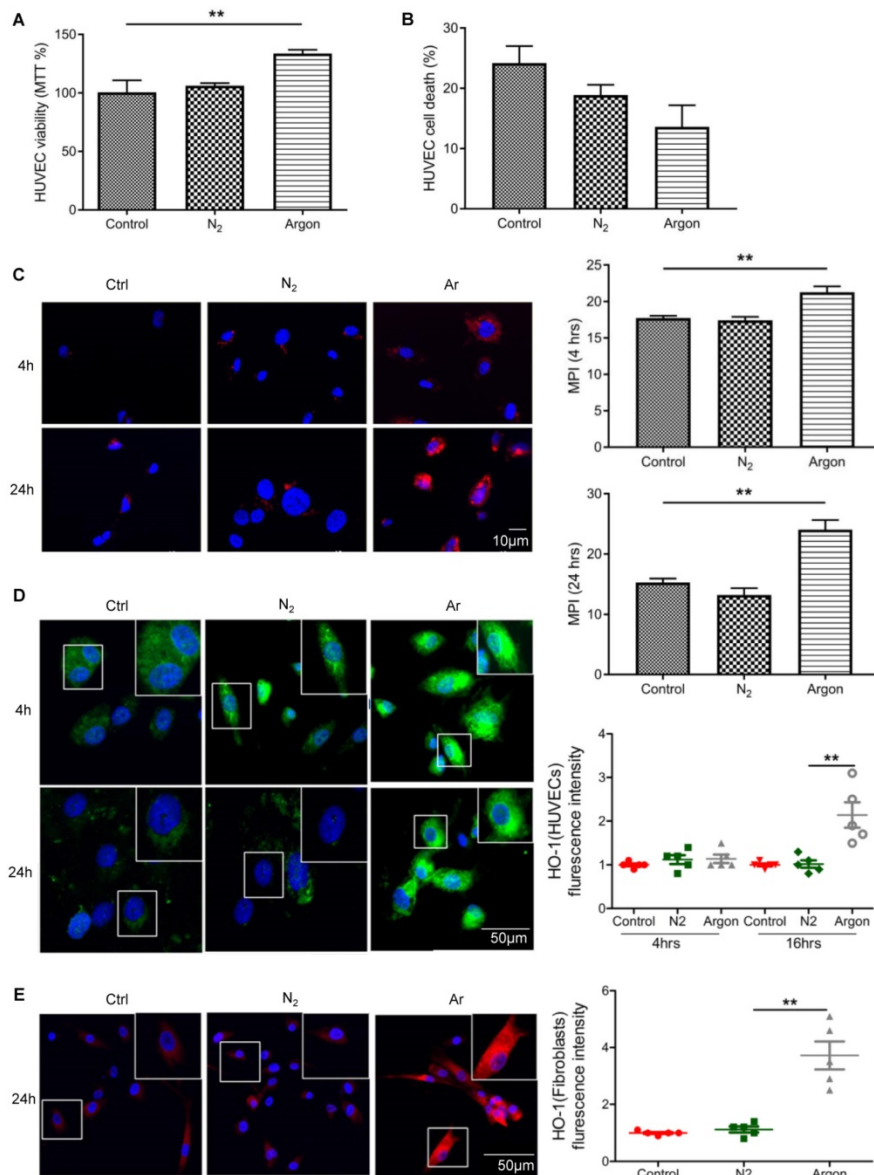 A
**
HUVEC viability (MTT %)
150
100
50
0
Control
N2
Argon
B
HUVEC cell death (%)
30
20
10
0
Control
N2
Argon
C
Ctrl
N2
Ar
4h
24h
10µm
**
MPI (4 hrs)
25
20
15
10
5
0
Control
N2
Argon
**
MPI (24 hrs)
30
20
10
0
Control
N2
Argon
D
Ctrl
N2
Ar
4h
24h
50µm
HO-1(HUVECs)
flurescence intensity
4
3
2
1
0
**
Control
N2
Argon
Control
N2
Argon
4hrs
16hrs
E
Ctrl
N2
Ar
24h
50µm
HO-1(Fibroblasts)
flurescence intensity
6
4
2
0
**
Control
N2
Argon